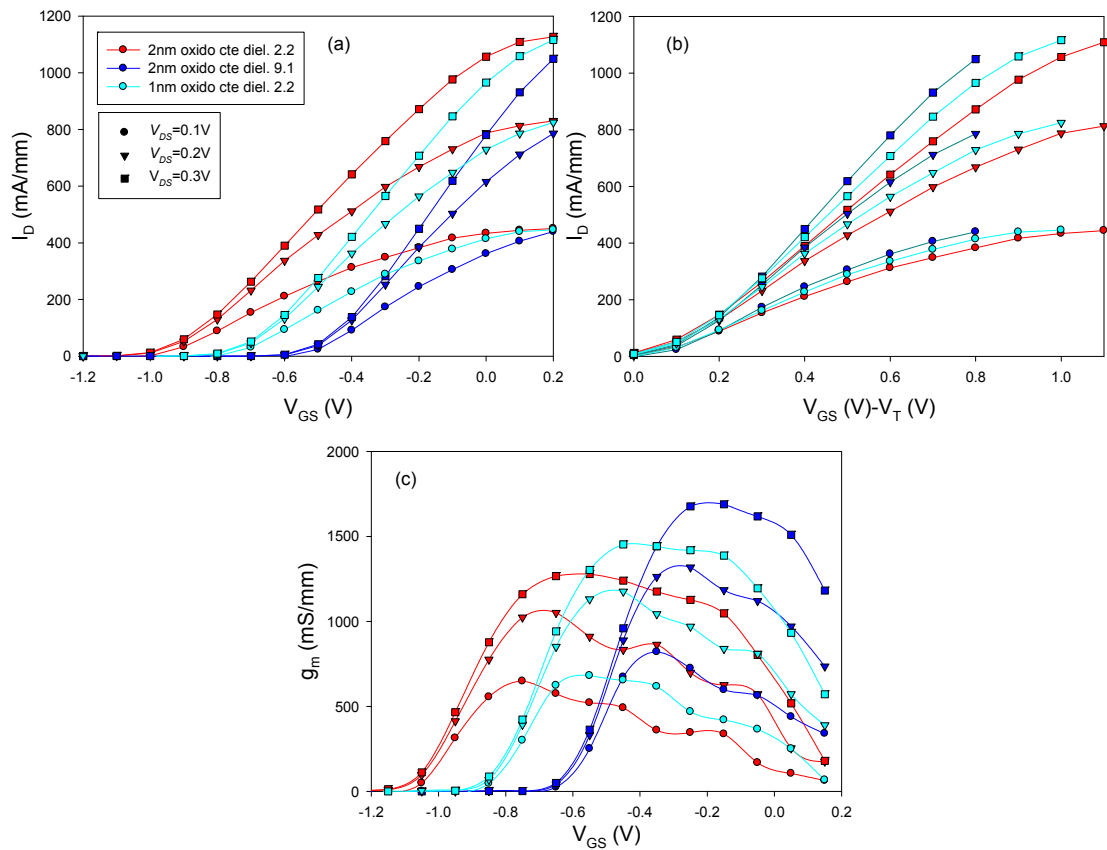 1200
1000
800
600
400
200
0
I_D (mA/mm)
(a)
2nm oxido cte diel. 2.2
2nm oxido cte diel. 9.1
1nm oxido cte diel. 2.2
V_DS=0.1V
V_DS=0.2V
V_DS=0.3V
-1.2 -1.0 -0.8 -0.6 -0.4 -0.2 0.0 0.2
V_GS (V)
1200
1000
800
600
400
200
0
I_D (mA/mm)
(b)
0.0 0.2 0.4 0.6 0.8 1.0
V_GS (V)-V_T (V)
2000
1500
1000
500
0
g_m (mS/mm)
(c)
-1.2 -1.0 -0.8 -0.6 -0.4 -0.2 0.0 0.2
V_GS (V)